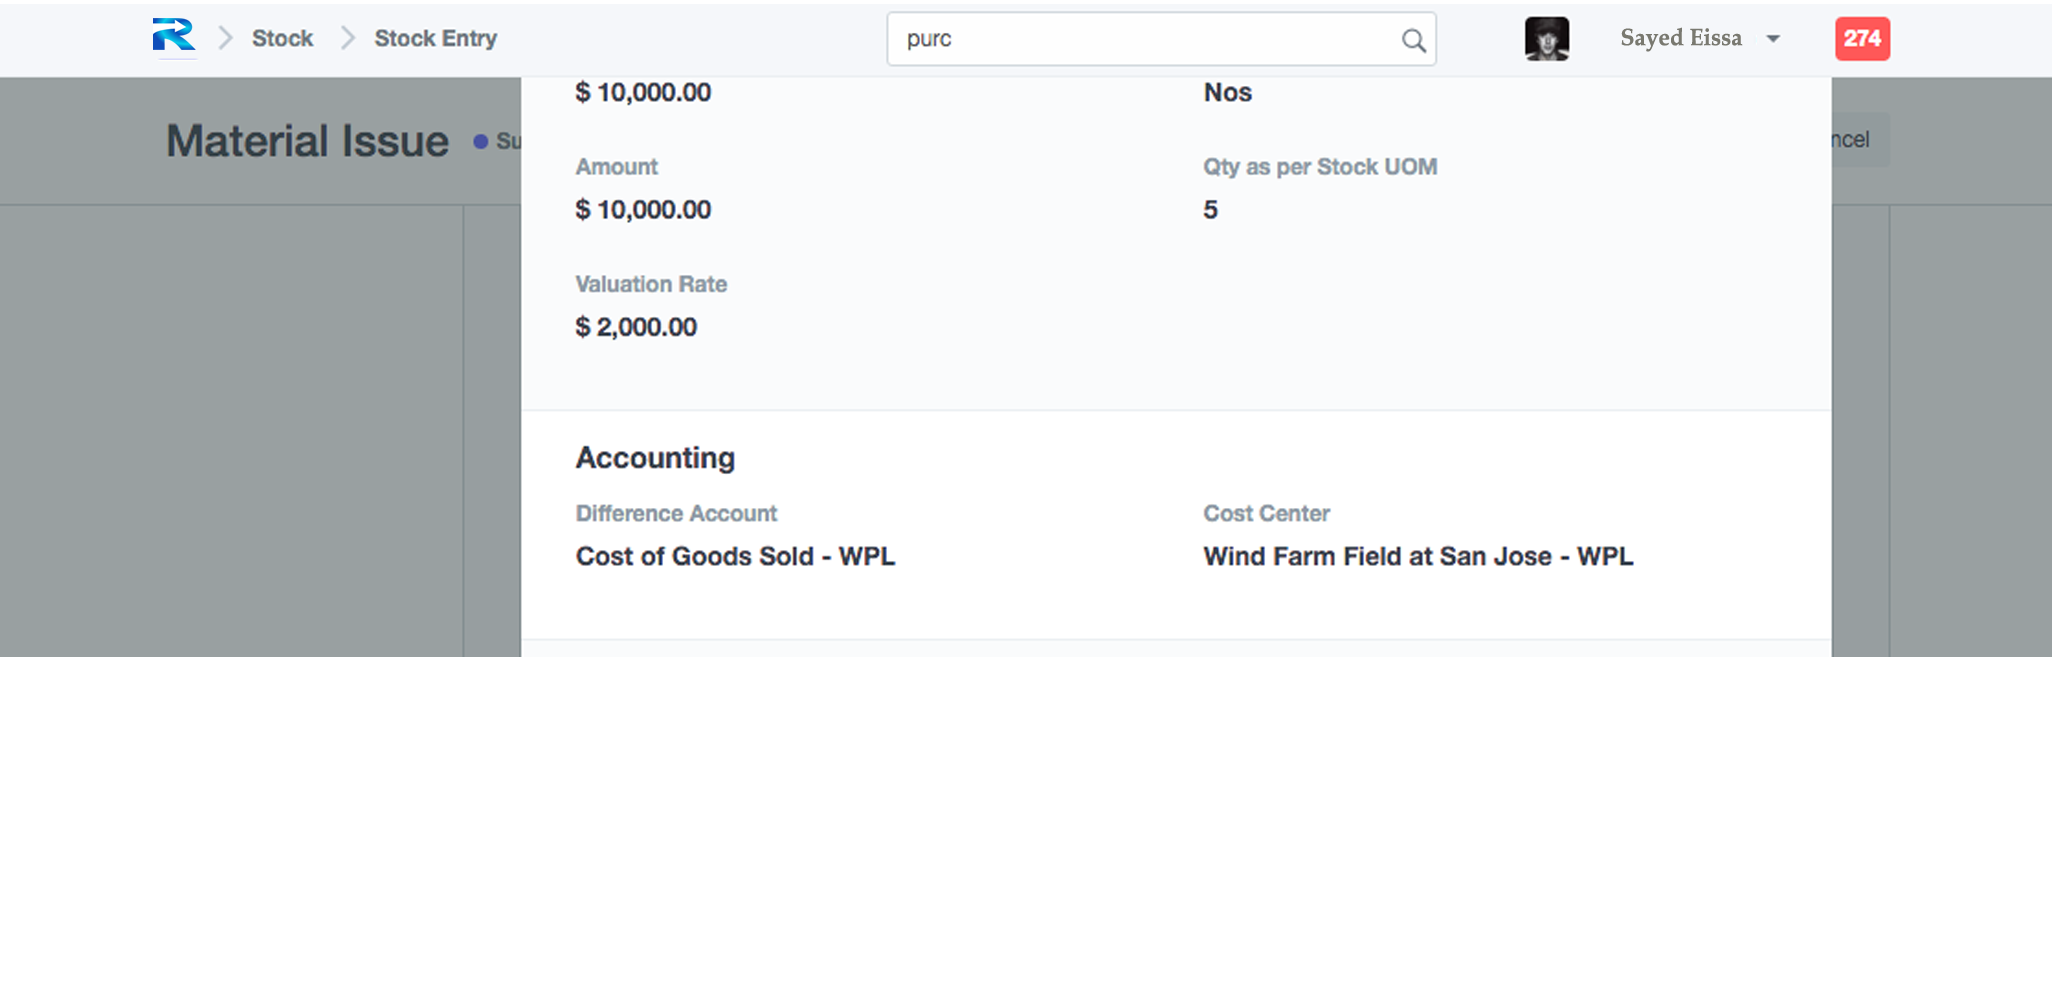 Stock
Stock Entry
purc
Sayed Eissa
274
$ 10,000.00
Nos
Material Issue
Amount
Qty as per Stock UOM
$ 10,000.00
5
Valuation Rate
$ 2,000.00
Accounting
Difference Account
Cost Center
Cost of Goods Sold - WPL
Wind Farm Field at San Jose - WPL